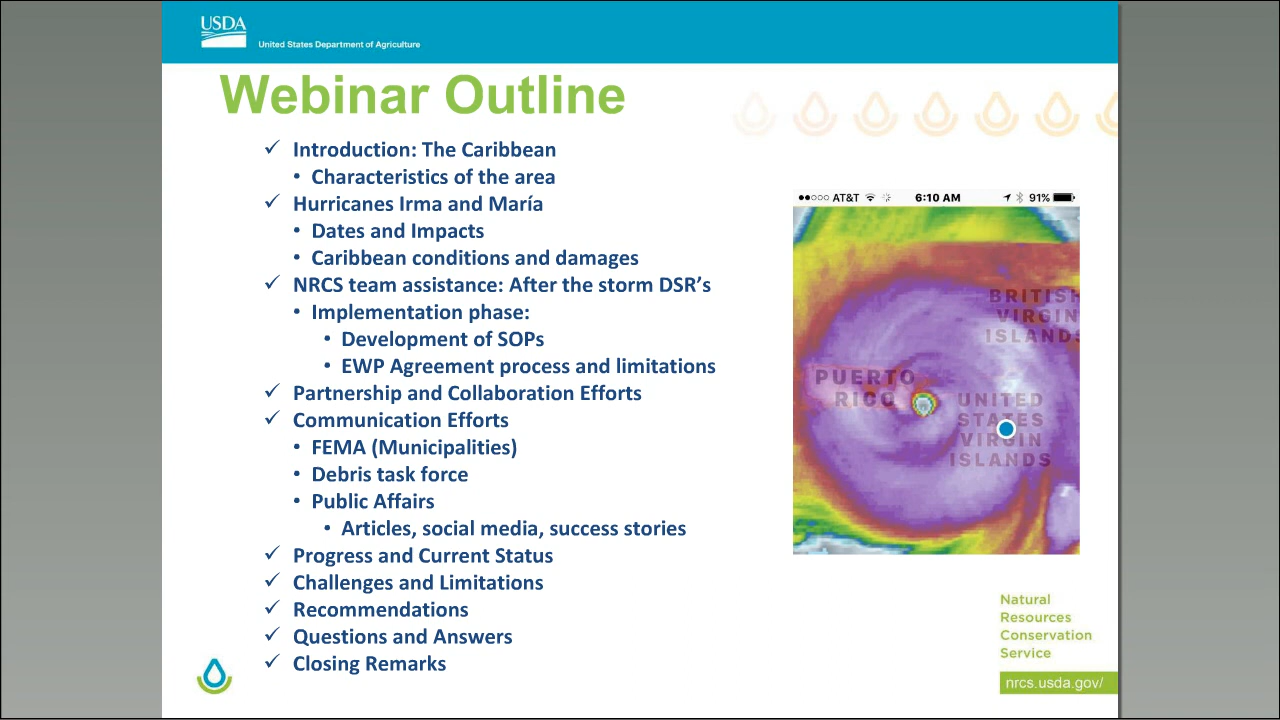 USDA
United States Department of Agriculture
Webinar Outline
✓ Introduction: The Caribbean
• Characteristics of the area
✓ Hurricanes Irma and María
• Dates and Impacts
• Caribbean conditions and damages
✓ NRCS team assistance: After the storm DSR’s
• Implementation phase:
• Development of SOPs
• EWP Agreement process and limitations
✓ Partnership and Collaboration Efforts
✓ Communication Efforts
• FEMA (Municipalities)
• Debris task force
• Public Affairs
• Articles, social media, success stories
✓ Progress and Current Status
✓ Challenges and Limitations
✓ Recommendations
✓ Questions and Answers
✓ Closing Remarks
AT&T 6:10 AM 91%
BRITISH
VIRGIN
ISLANDS
PUERTO
RICO
UNITED
STATES
VIRGIN
ISLANDS
Natural
Resources
Conservation
Service
nrcs.usda.gov/